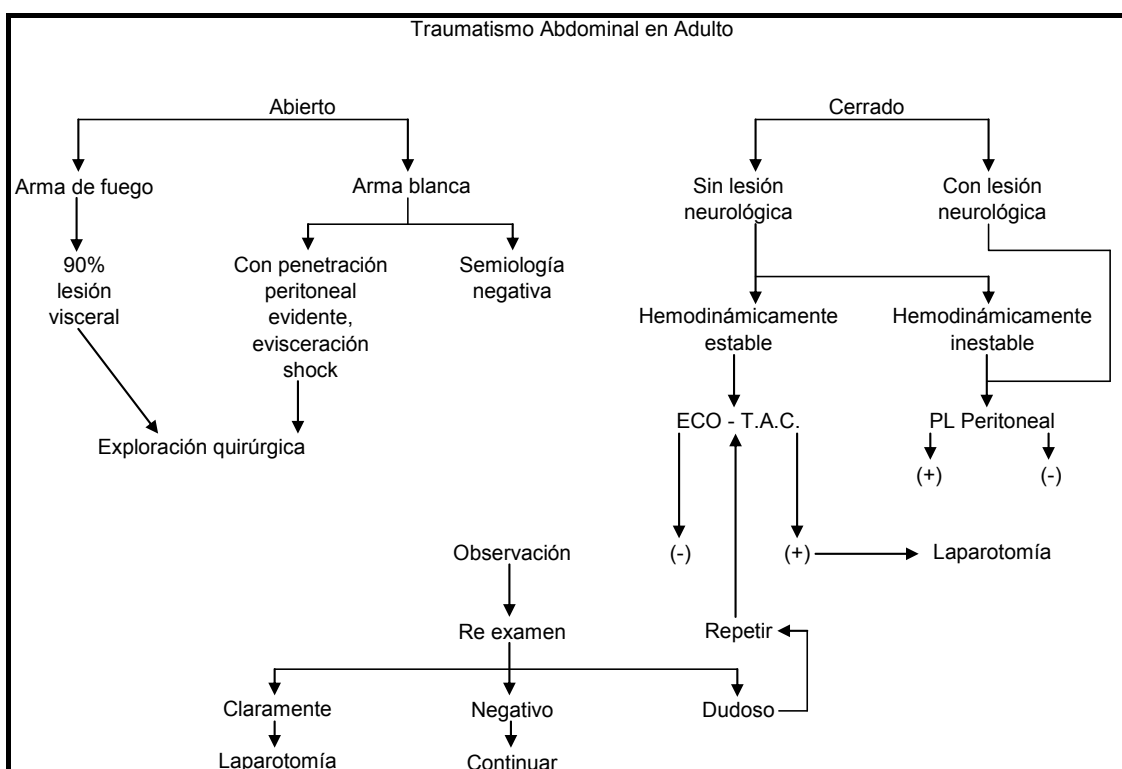 Traumatismo Abdominal en Adulto
Abierto
Cerrado
Arma de fuego
Arma blanca
Sin lesión
neurológica
Con lesión
neurológica
90%
lesión
visceral
Con penetración
peritoneal
evidente,
evisceración
shock
Semiología
negativa
Hemodinámicamente
estable
Hemodinámicamente
inestable
Exploración quirúrgica
ECO - T.A.C.
PL Peritoneal
(+)
(-)
Observación
(-)
(+)
Laparotomía
Re examen
Repetir
Claramente
Negativo
Dudoso
Laparotomía
Continuar